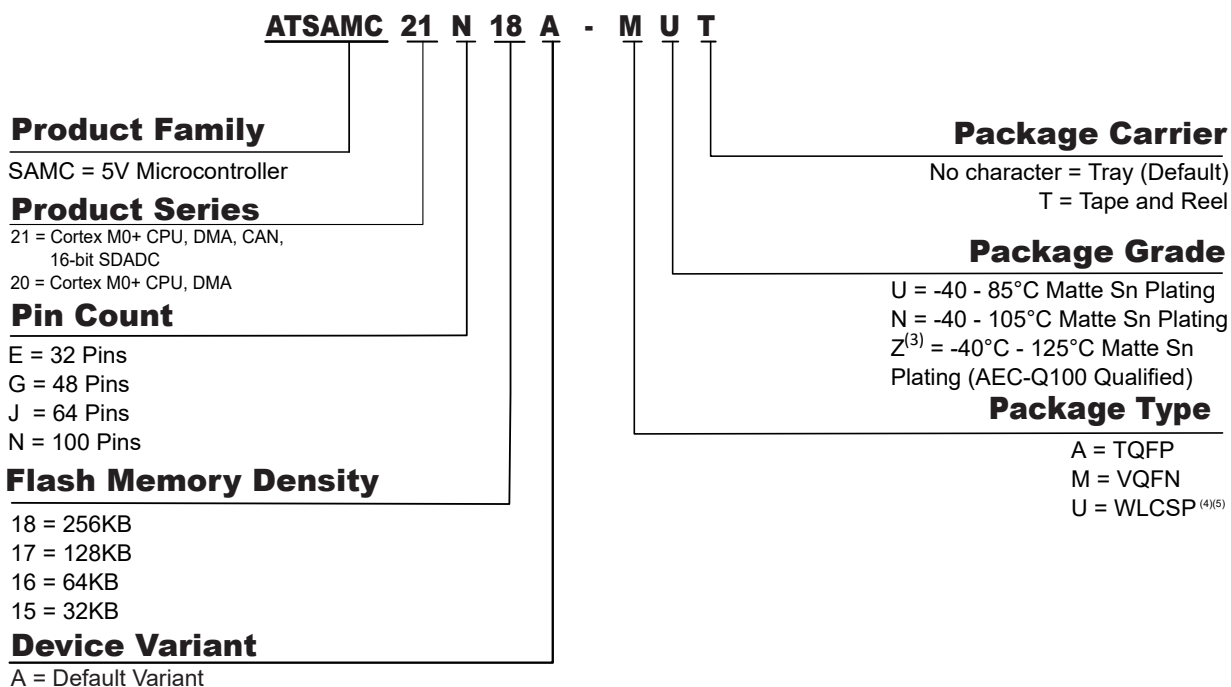 ATSAMC 21 N 18 A - M U T
Product Family
SAMC = 5V Microcontroller
Product Series
21 = Cortex M0+ CPU, DMA, CAN,
16-bit SDADC
20 = Cortex M0+ CPU, DMA
Pin Count
E = 32 Pins
G = 48 Pins
J = 64 Pins
N = 100 Pins
Flash Memory Density
18 = 256KB
17 = 128KB
16 = 64KB
15 = 32KB
Device Variant
A = Default Variant
Package Carrier
No character = Tray (Default)
T = Tape and Reel
Package Grade
U = -40 - 85°C Matte Sn Plating
N = -40 - 105°C Matte Sn Plating
Z(3) = -40°C - 125°C Matte Sn
Plating (AEC-Q100 Qualified)
Package Type
A = TQFP
M = VQFN
U = WLCSP (4)(5)